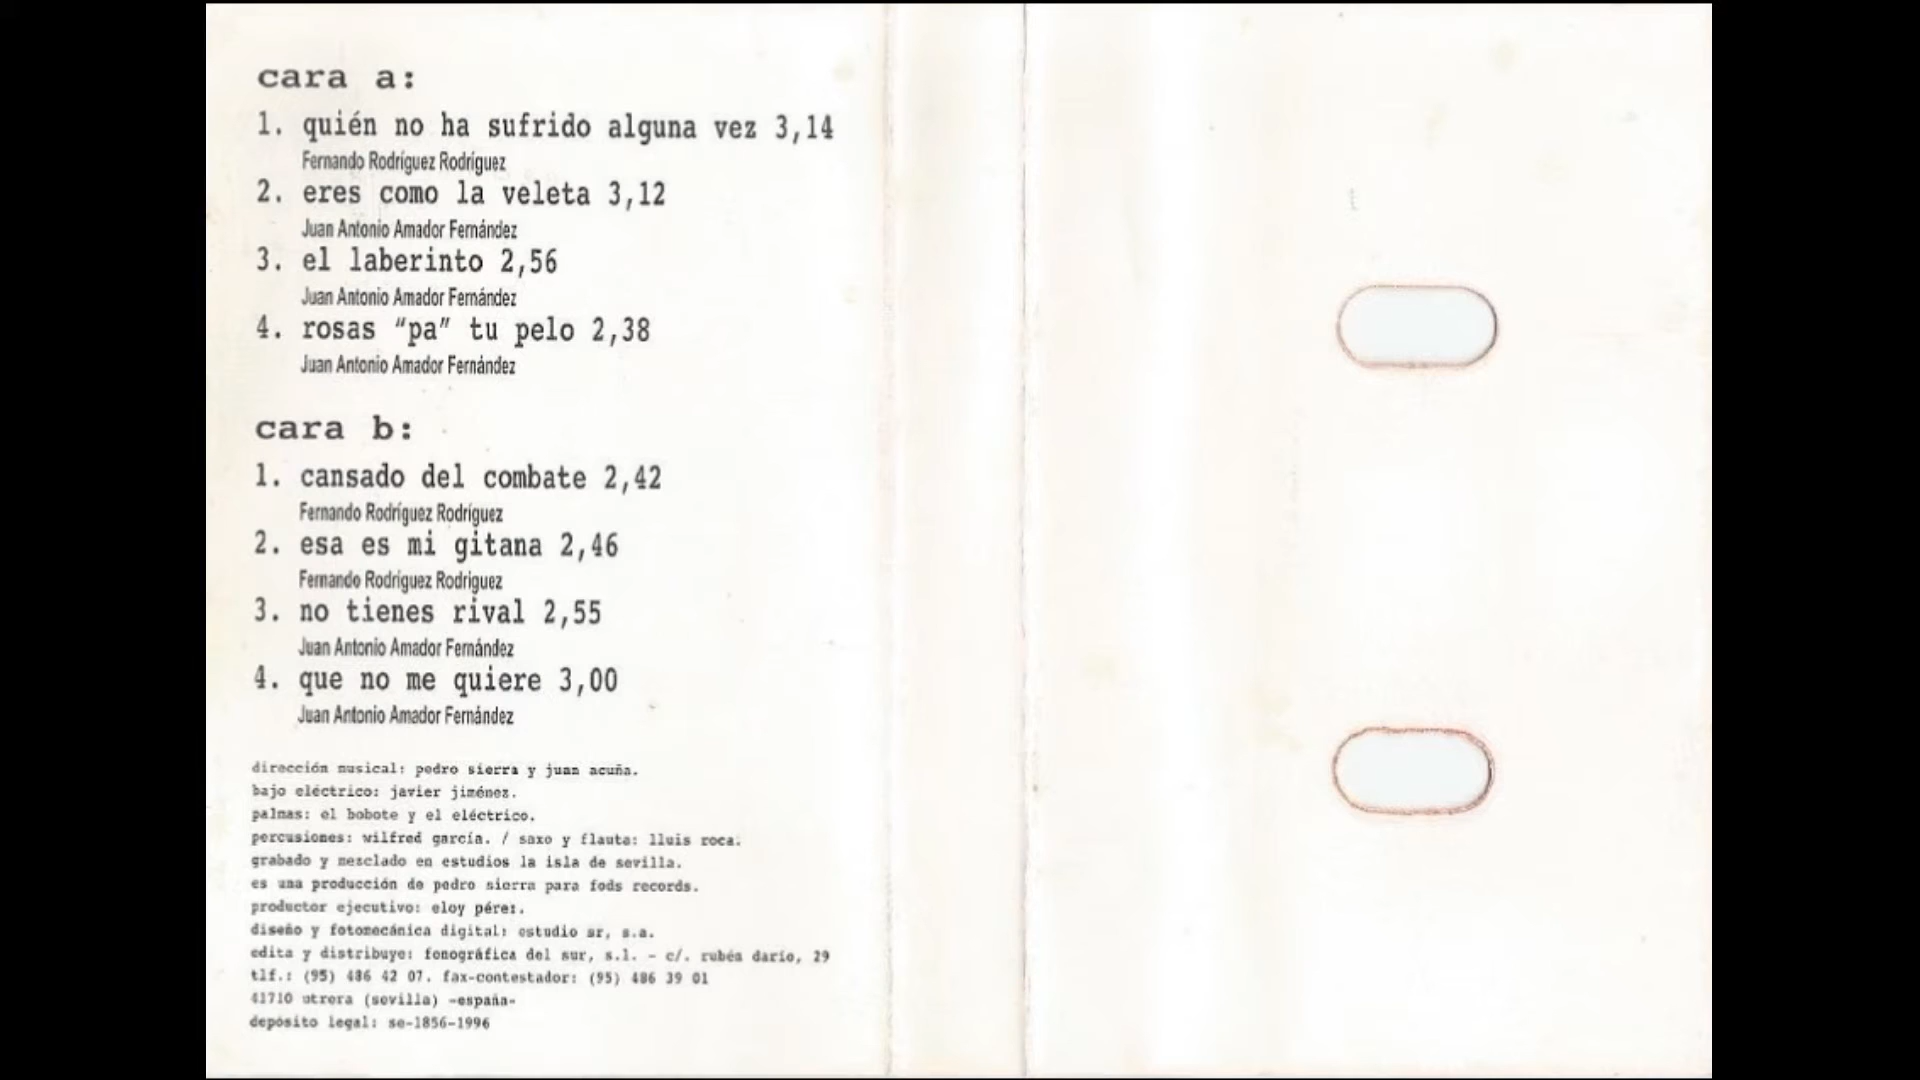 cara a:
1. quién no ha sufrido alguna vez 3,14
Fernando Rodríguez Rodríguez
2. eres como la veleta 3,12
Juan Antonio Amador Fernández
3. el laberinto 2,56
Juan Antonio Amador Fernández
4. rosas “pa” tu pelo 2,38
Juan Antonio Amador Fernández
cara b:
1. cansado del combate 2,42
Fernando Rodríguez Rodríguez
2. esa es mi gitana 2,46
Fernando Rodríguez Rodríguez
3. no tienes rival 2,55
Juan Antonio Amador Fernández
4. que no me quiere 3,00
Juan Antonio Amador Fernández
dirección musical: pedro sierra y juan acuña.
bajo eléctrico: javier jiménez.
palmas: el bobote y el eléctrico.
percusiones: wilfred garcía. / saxo y flauta: lluis roca.
grabado y mezclado en estudios la isla de sevilla.
es una producción de pedro sierra para fods records.
productor ejecutivo: eloy pérez.
diseño y fotomecánica digital: estudio sr, s.a.
edita y distribuye: fonográfica del sur, s.l. - c/. rubén darío, 29
tlf.: (95) 486 42 07. fax-contestador: (95) 486 39 01
41710 utrera (sevilla) -españa-
depósito legal: se-1856-1996